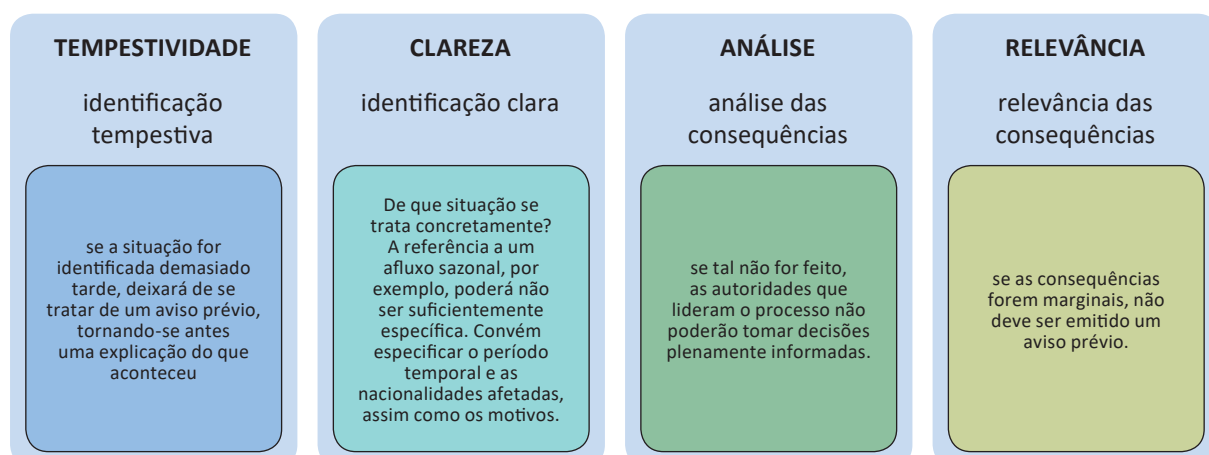 TEMPESTIVIDADE
identificação
tempestiva
se a situação for
identificada demasiado
tarde, deixará de se
tratar de um aviso prévio,
tornando-se antes
uma explicação do que
aconteceu
CLAREZA
identificação clara
De que situação se
trata concretamente?
A referência a um
afluxo sazonal, por
exemplo, poderá não
ser suficientemente
específica. Convém
especificar o período
temporal e as
nacionalidades afetadas,
assim como os motivos.
ANÁLISE
análise das
consequências
se tal não for feito,
as autoridades que
lideram o processo não
poderão tomar decisões
plenamente informadas.
RELEVÂNCIA
relevância das
consequências
se as consequências
forem marginais, não
deve ser emitido um
aviso prévio.